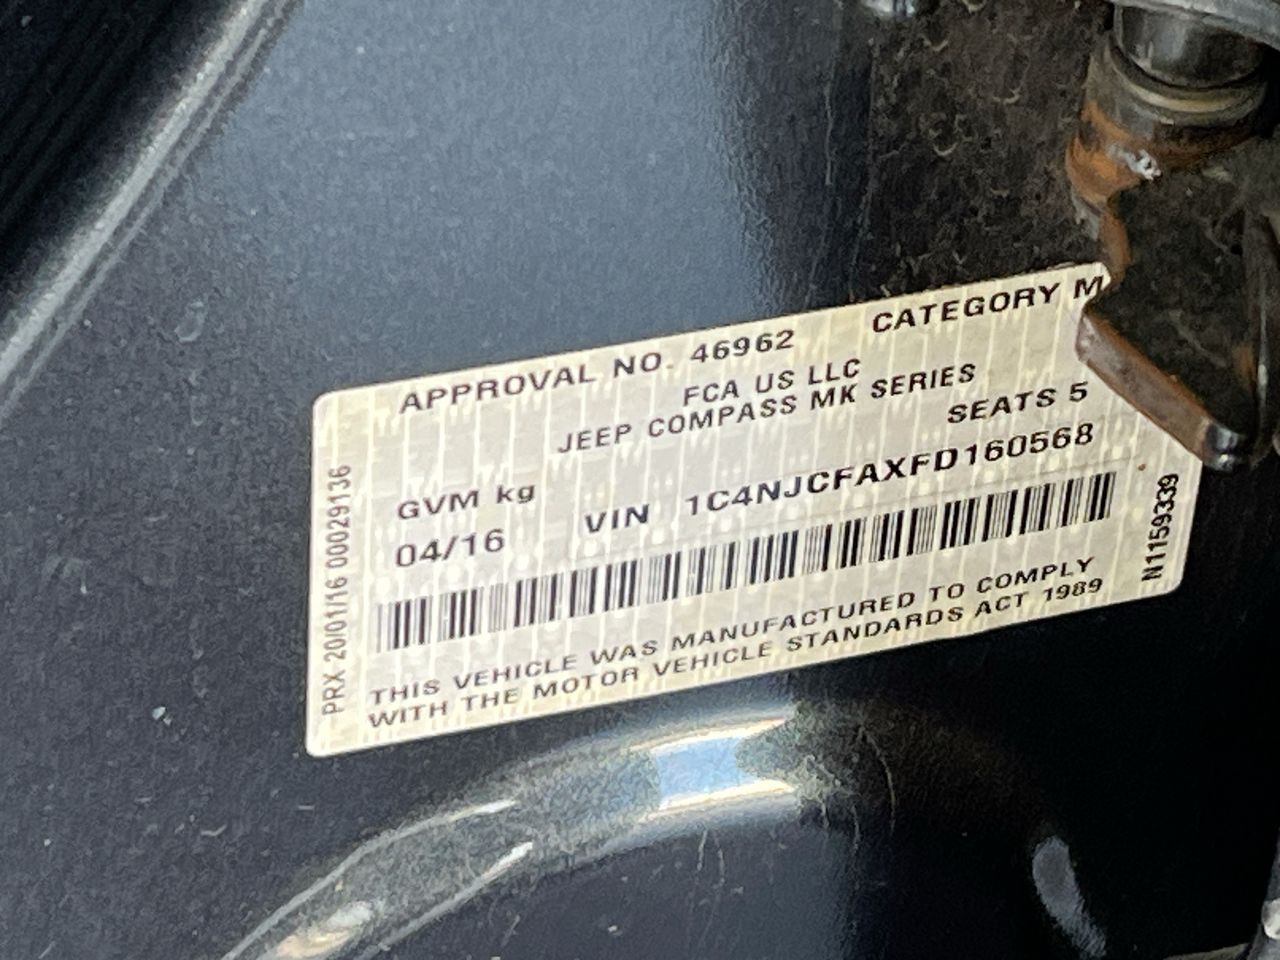 APPROVAL NO. 46962 CATEGORY M
FCA US LLC
JEEP COMPASS MK SERIES
SEATS 5
GVM kg
04/16 VIN 1C4NJCFAXFD160568
THIS VEHICLE WAS MANUFACTURED TO COMPLY
WITH THE MOTOR VEHICLE STANDARDS ACT 1989
PRX 20/01/16 00029136
N1159339